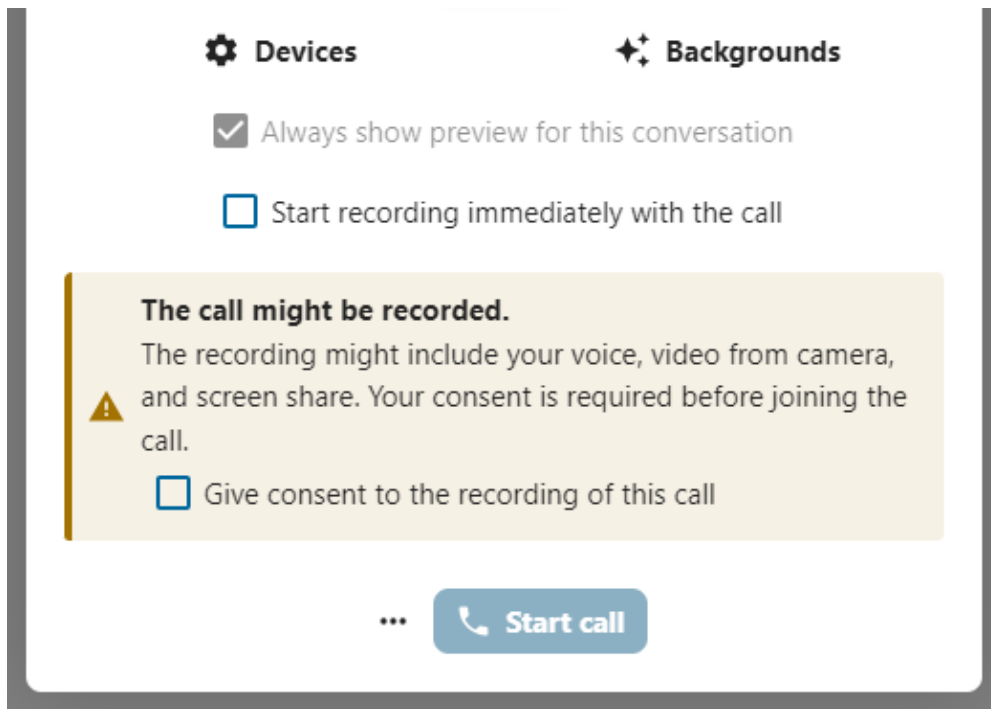 Devices
Backgrounds
Always show preview for this conversation
Start recording immediately with the call
The call might be recorded.
The recording might include your voice, video from camera,
and screen share. Your consent is required before joining the
call.
Give consent to the recording of this call
Start call